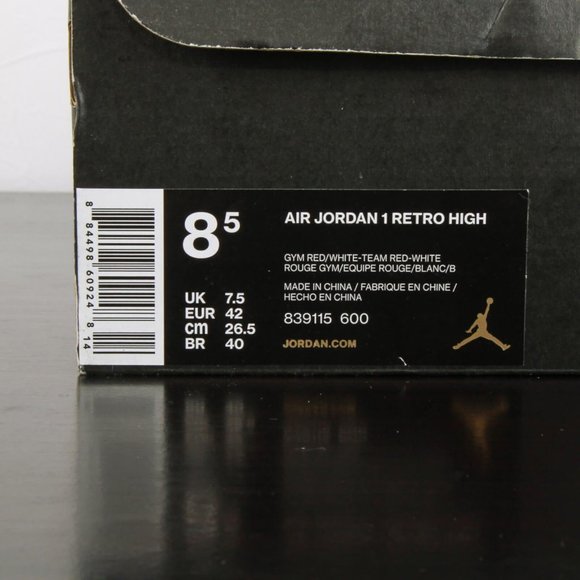 8 84498 60924 8 14
8 5
UK 7.5
EUR 42
cm 26.5
BR 40
AIR JORDAN 1 RETRO HIGH
GYM RED/WHITE-TEAM RED-WHITE
ROUGE GYM/EQUIPE ROUGE/BLANC/B
MADE IN CHINA / FABRIQUE EN CHINE /
HECHO EN CHINA
839115 600
JORDAN.COM